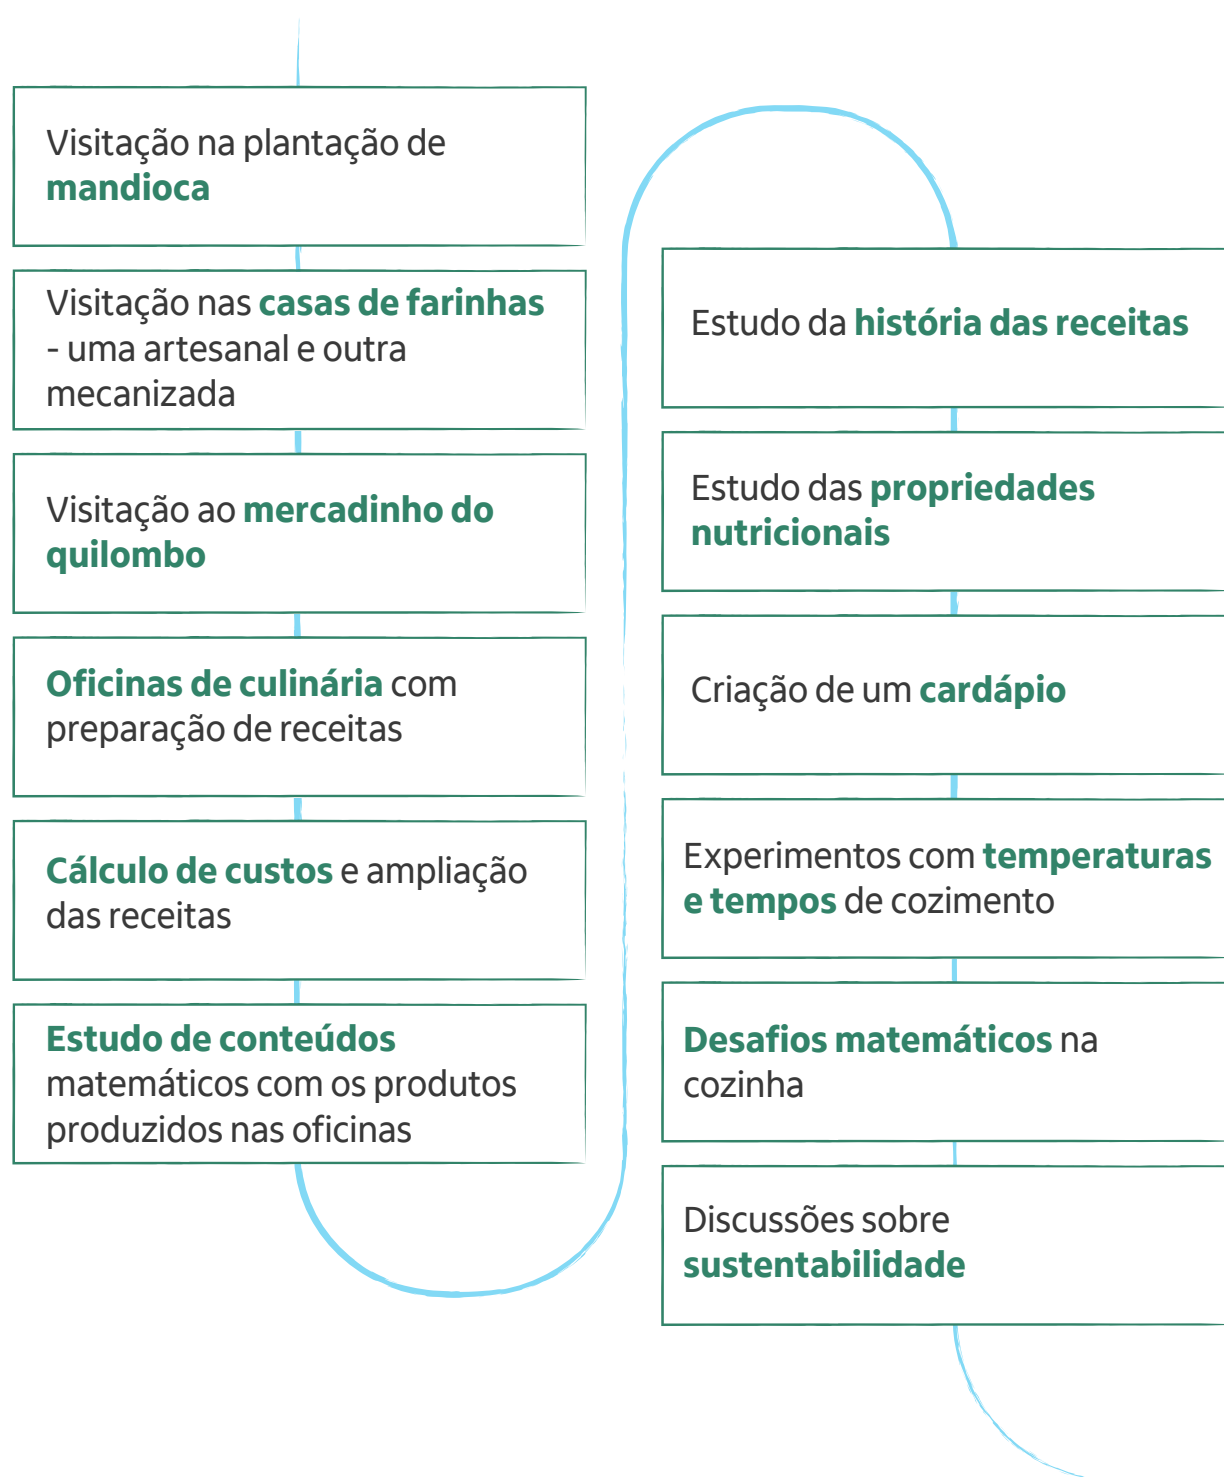 Visitação na plantação de
mandioca
Visitação nas casas de farinhas
- uma artesanal e outra
mecanizada
Visitação ao mercadinho do
quilombo
Oficinas de culinária com
preparação de receitas
Cálculo de custos e ampliação
das receitas
Estudo de conteúdos
matemáticos com os produtos
produzidos nas oficinas
Estudo da história das receitas
Estudo das propriedades
nutricionais
Criação de um cardápio
Experimentos com temperaturas
e tempos de cozimento
Desafios matemáticos na
cozinha
Discussões sobre
sustentabilidade